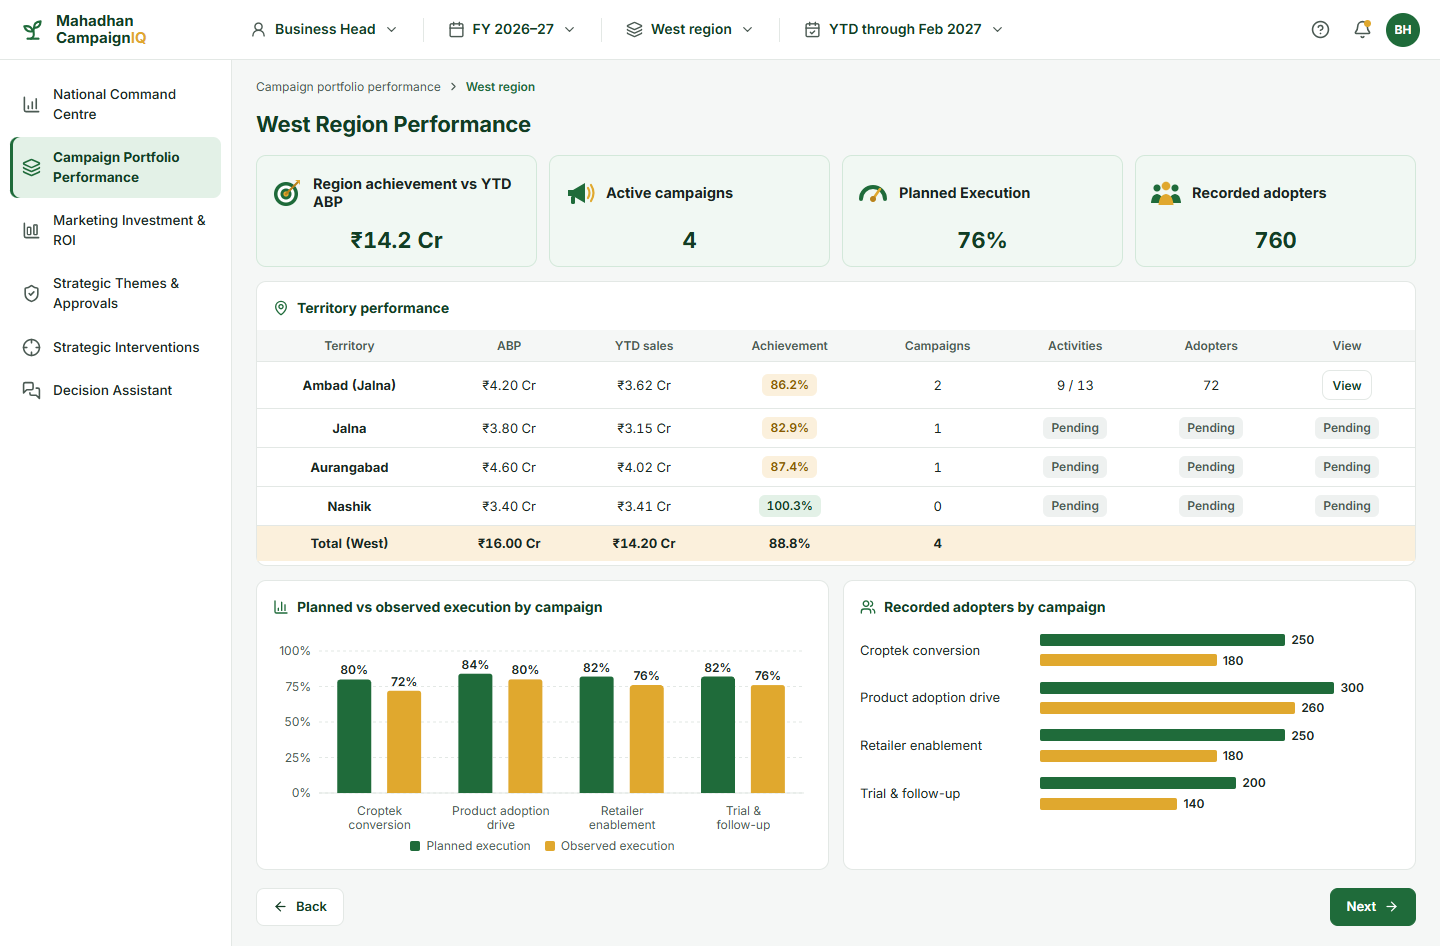 Mahadhan
CampaignIQ
Business Head
FY 2026–27
West region
YTD through Feb 2027
BH
National Command
Centre
Campaign Portfolio
Performance
Marketing Investment &
ROI
Strategic Themes &
Approvals
Strategic Interventions
Decision Assistant
Campaign portfolio performance > West region
West Region Performance
Region achievement vs YTD
ABP
₹14.2 Cr
Active campaigns
4
Planned Execution
76%
Recorded adopters
760
Territory performance
Territory ABP YTD sales Achievement Campaigns Activities Adopters View
Ambad (Jalna) ₹4.20 Cr ₹3.62 Cr 86.2% 2 9 / 13 72 View
Jalna ₹3.80 Cr ₹3.15 Cr 82.9% 1 Pending Pending Pending
Aurangabad ₹4.60 Cr ₹4.02 Cr 87.4% 1 Pending Pending Pending
Nashik ₹3.40 Cr ₹3.41 Cr 100.3% 0 Pending Pending Pending
Total (West) ₹16.00 Cr ₹14.20 Cr 88.8% 4
Planned vs observed execution by campaign
100%
75%
50%
25%
0%
80% 72% 84% 80% 82% 76% 82% 76%
Croptek
conversion
Product adoption
drive
Retailer
enablement
Trial &
follow-up
Planned execution Observed execution
Recorded adopters by campaign
Croptek conversion
250
180
Product adoption drive
300
260
Retailer enablement
250
180
Trial & follow-up
200
140
Back
Next